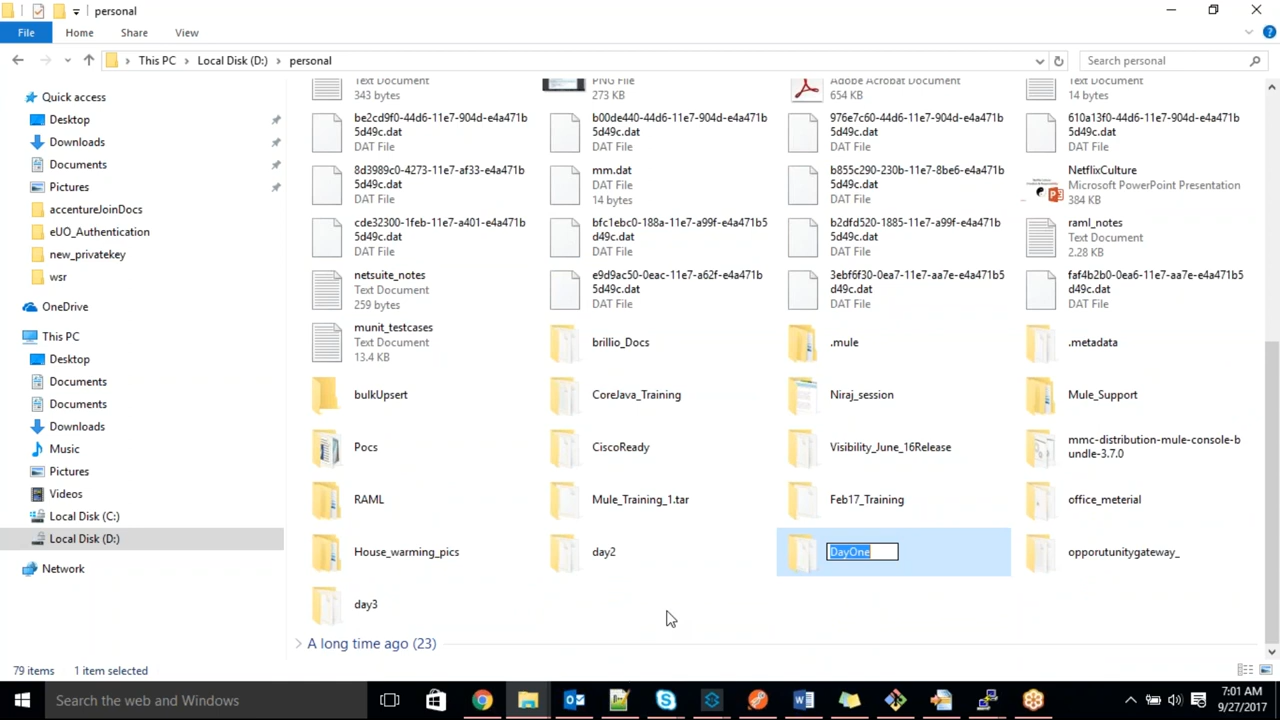 personal
File
Home
Share
View
This PC
Local Disk (D:)
personal
Search personal
Quick access
Desktop
Downloads
Documents
Pictures
accentureJoinDocs
eUO_Authentication
new_privatekey
wsr
OneDrive
This PC
Desktop
Documents
Documents
Downloads
Music
Pictures
Videos
Local Disk (C:)
Local Disk (D:)
Network
Text Document
343 bytes
PNG File
273 KB
Adobe Acrobat Document
654 KB
Text Document
14 bytes
be2cd9f0-44d6-11e7-904d-e4a471b
5d49c.dat
DAT File
b00de440-44d6-11e7-904d-e4a471b
5d49c.dat
DAT File
976e7c60-44d6-11e7-904d-e4a471b
5d49c.dat
DAT File
610a13f0-44d6-11e7-904d-e4a471b
5d49c.dat
DAT File
8d3989c0-4273-11e7-af33-e4a471b
5d49c.dat
DAT File
mm.dat
DAT File
14 bytes
b855c290-230b-11e7-8be6-e4a471b
5d49c.dat
DAT File
NetflixCulture
Microsoft PowerPoint Presentation
384 KB
cde32300-1feb-11e7-a401-e4a471b
5d49c.dat
DAT File
bfc1ebc0-188a-11e7-a99f-e4a471b5
d49c.dat
DAT File
b2dfd520-1885-11e7-a99f-e4a471b
5d49c.dat
DAT File
raml_notes
Text Document
2.28 KB
netsuite_notes
Text Document
259 bytes
e9d9ac50-0eac-11e7-a62f-e4a471b
5d49c.dat
DAT File
3ebf6f30-0ea7-11e7-aa7e-e4a471b5
d49c.dat
DAT File
faf4b2b0-0ea6-11e7-aa7e-e4a471b5
d49c.dat
DAT File
munit_testcases
Text Document
13.4 KB
brillio_Docs
.mule
.metadata
bulkUpsert
CoreJava_Training
Niraj_session
Mule_Support
Pocs
CiscoReady
Visibility_June_16Release
mmc-distribution-mule-console-b
undle-3.7.0
RAML
Mule_Training_1.tar
Feb17_Training
office_meterial
House_warming_pics
day2
DayOne
opporutunitygateway_
day3
A long time ago (23)
79 items
1 item selected
Search the web and Windows
7:01 AM
9/27/2017